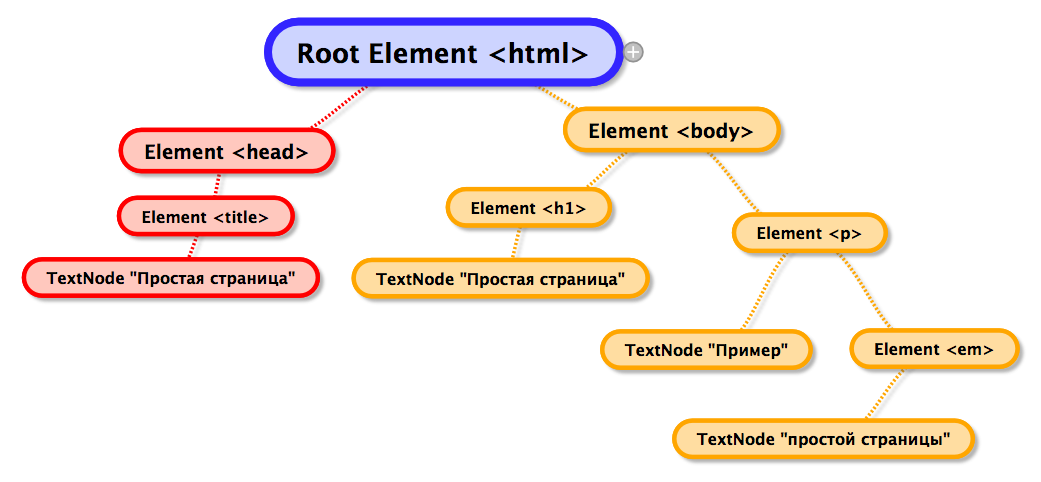 Root Element <html>
Element <body>
Element <head>
Element <h1>
Element <title>
Element <p>
TextNode "Простая страница"
TextNode "Простая страница"
TextNode "Пример"
Element <em>
TextNode "простой страницы"